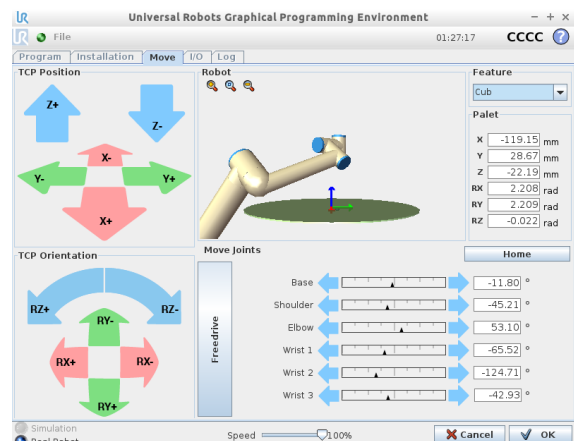 Universal Robots Graphical Programming Environment
File
01:27:17
CCCC
Program
Installation
Move
I/O
Log
TCP Position
Z+
Z-
X-
Y-
Y+
X+
Robot
Feature
Cub
Palet
X -119.15 mm
Y 28.67 mm
Z -22.19 mm
RX 2.208 rad
RY 2.209 rad
RZ -0.022 rad
TCP Orientation
RZ+
RZ-
RY-
RX+
RX-
RY+
Move Joints
Home
Freedrive
Base -11.80 °
Shoulder -45.21 °
Elbow 53.10 °
Wrist 1 -65.52 °
Wrist 2 -124.71 °
Wrist 3 -42.93 °
Simulation
Real Robot
Speed 100%
Cancel
OK